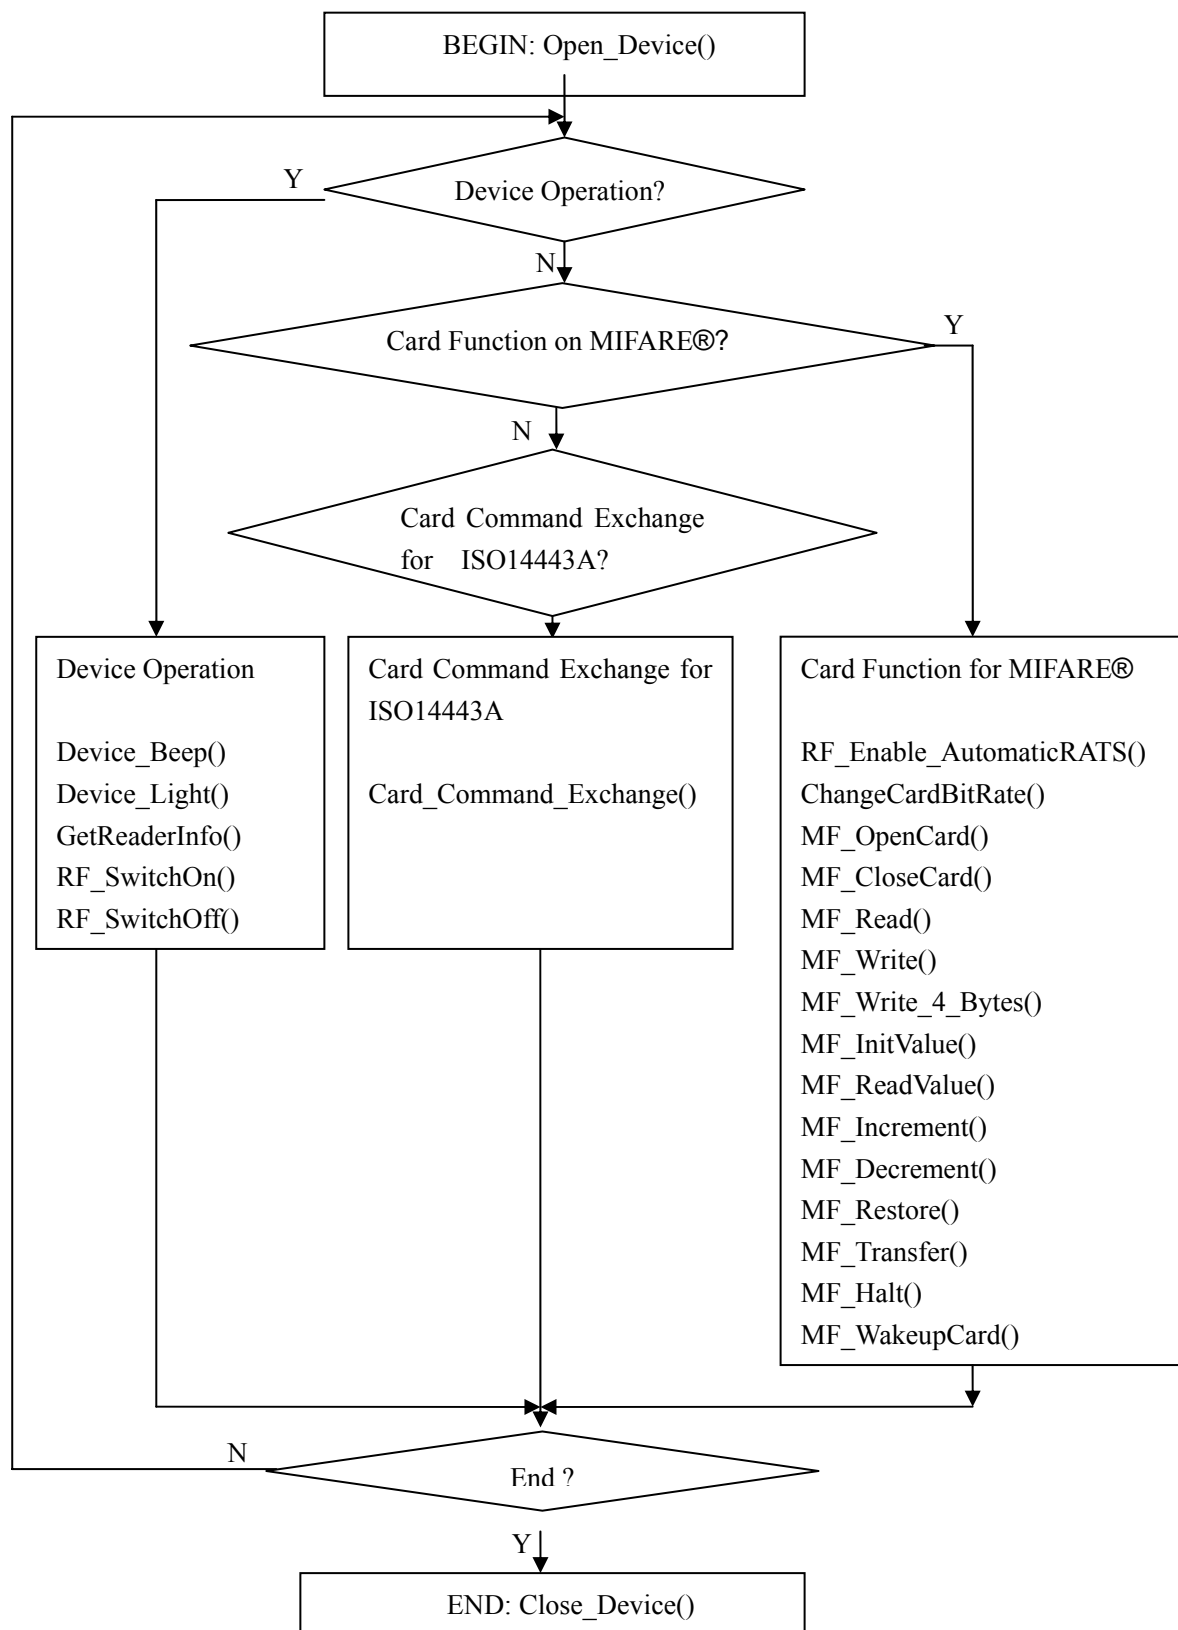 BEGIN: Open_Device()
Device Operation?
Y
N
Card Function on MIFARE®?
Y
N
Card Command Exchange
for ISO14443A?
Device Operation
Device_Beep()
Device_Light()
GetReaderInfo()
RF_SwitchOn()
RF_SwitchOff()
Card Command Exchange for
ISO14443A
Card_Command_Exchange()
Card Function for MIFARE®
RF_Enable_AutomaticRATS()
ChangeCardBitRate()
MF_OpenCard()
MF_CloseCard()
MF_Read()
MF_Write()
MF_Write_4_Bytes()
MF_InitValue()
MF_ReadValue()
MF_Increment()
MF_Decrement()
MF_Restore()
MF_Transfer()
MF_Halt()
MF_WakeupCard()
N
End ?
Y
END: Close_Device()